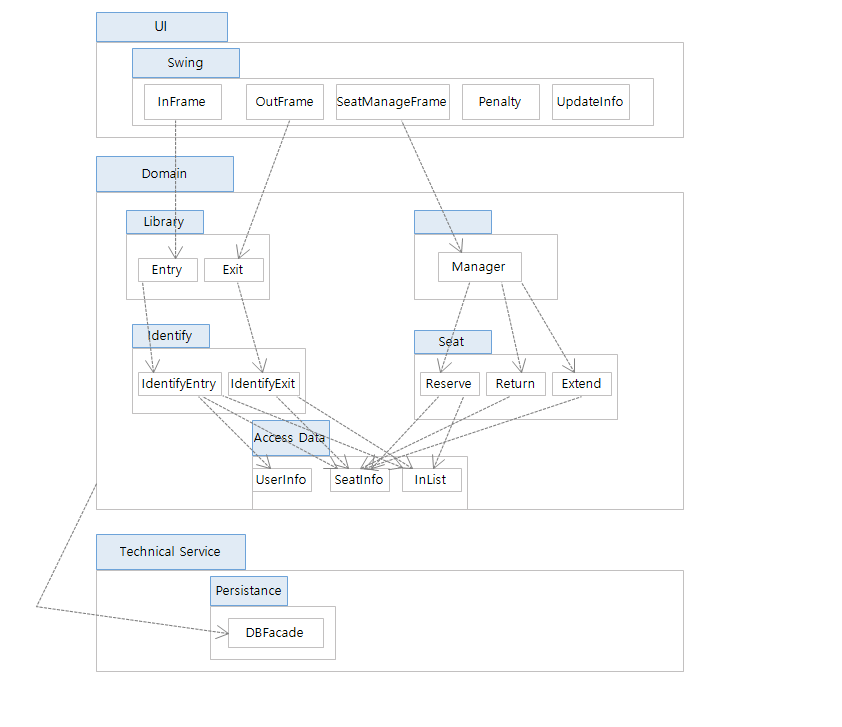 UI
Swing
InFrame
OutFrame
SeatManageFrame
Penalty
UpdateInfo
Domain
Library
Entry
Exit
Manager
Identify
IdentifyEntry
IdentifyExit
Seat
Reserve
Return
Extend
Access Data
UserInfo
SeatInfo
InList
Technical Service
Persistance
DBFacade